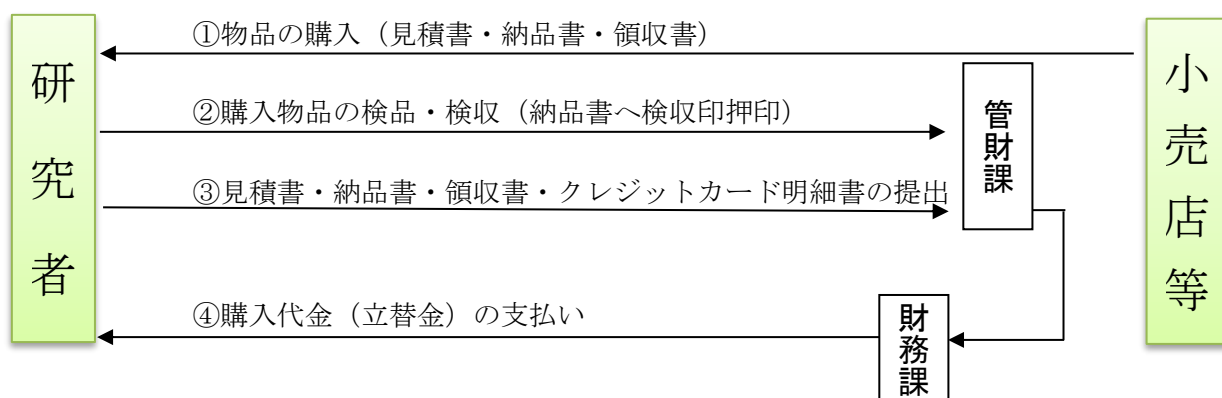 ①物品の購入（見積書・納品書・領収書）
研究者
小売店等
②購入物品の検品・検収（納品書へ検収印押印）
管財課
③見積書・納品書・領収書・クレジットカード明細書の提出
④購入代金（立替金）の支払い
財務課